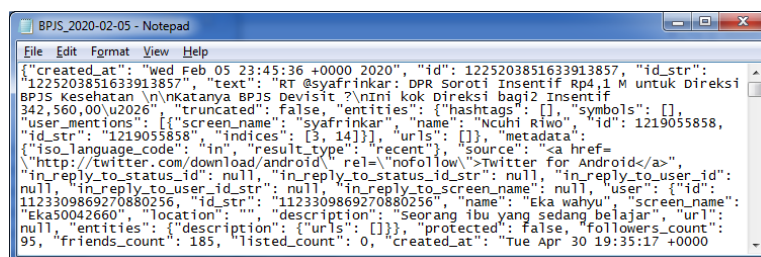 BPJS_2020-02-05 - Notepad
File Edit Format View Help
{"created_at": "Wed Feb 05 23:45:36 +0000 2020", "id": 1225203851633913857, "id_str":
"1225203851633913857", "text": "RT @syafrinkar: DPR Soroti Insentif Rp4,1 M untuk Direksi
BPJS Kesehatan \n\nKatanya BPJS Devisit ?\nIni kok Direksi bagi2 Insentif
342,560,00\u2026", "truncated": false, "entities": {"hashtags": [], "symbols": [],
"user_mentions": [{"screen_name": "Syafrinkar", "name": "Ncuhi Riwo", "id": 1219055858,
"id_str": "1219055858", "indices": [3, 14]}], "urls": []}, "metadata":
{"iso_language_code": "in", "result_type": "recent"}, "source": "<a href=
\"http://twitter.com/download/android\" rel=\"nofollow\">Twitter for Android</a>",
"in_reply_to_status_id": null, "in_reply_to_status_id_str": null, "in_reply_to_user_id":
null, "in_reply_to_user_id_str": null, "in_reply_to_screen_name": null, "user": {"id":
1123309869270880256, "id_str": "1123309869270880256", "name": "Eka wahyu", "screen_name":
"Eka50042660", "location": "", "description": "Seorang ibu yang sedang belajar", "url":
null, "entities": {"description": {"urls": []}}, "protected": false, "followers_count":
95, "friends_count": 185, "listed_count": 0, "created_at": "Tue Apr 30 19:35:17 +0000